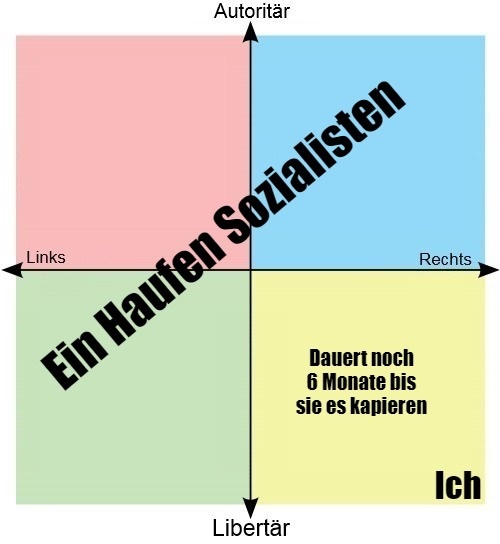 Autoritär
Ein Haufen Sozialisten
Links
Rechts
Dauert noch
6 Monate bis
sie es kapieren
Ich
Libertär